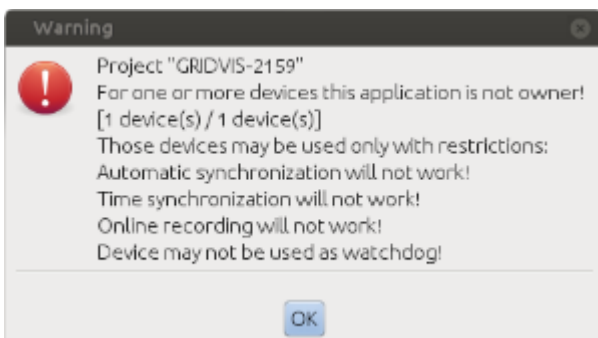 Warning
Project "GRIDVIS-2159"
For one or more devices this application is not owner!
[1 device(s) / 1 device(s)]
Those devices may be used only with restrictions:
Automatic synchronization will not work!
Time synchronization will not work!
Online recording will not work!
Device may not be used as watchdog!
OK